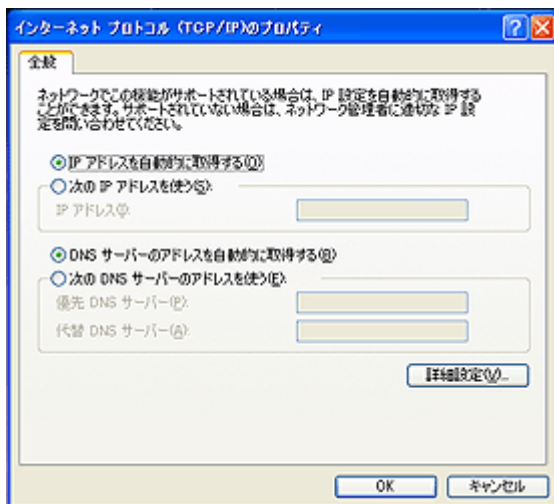 インターネット プロトコル (TCP/IP)のプロパティ
全般
ネットワークでこの機能がサポートされている場合は、IP 設定を自動的に取得する
ことができます。サポートされていない場合は、ネットワーク管理者に適切な IP 設
定を問い合わせてください。
IP アドレスを自動的に取得する(O)
次の IP アドレスを使う(S):
IP アドレス(I):
DNS サーバーのアドレスを自動的に取得する(B)
次の DNS サーバーのアドレスを使う(E):
優先 DNS サーバー(P):
代替 DNS サーバー(A):
詳細設定(V)...
OK
キャンセル